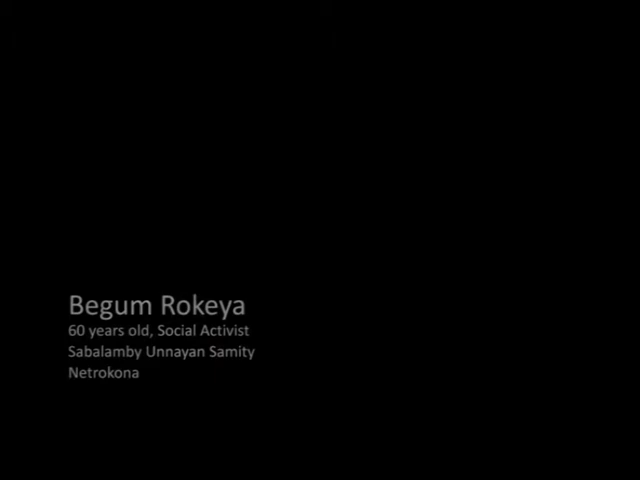 Begum Rokeya
60 years old, Social Activist
Sabalamby Unnayan Samity
Netrokona